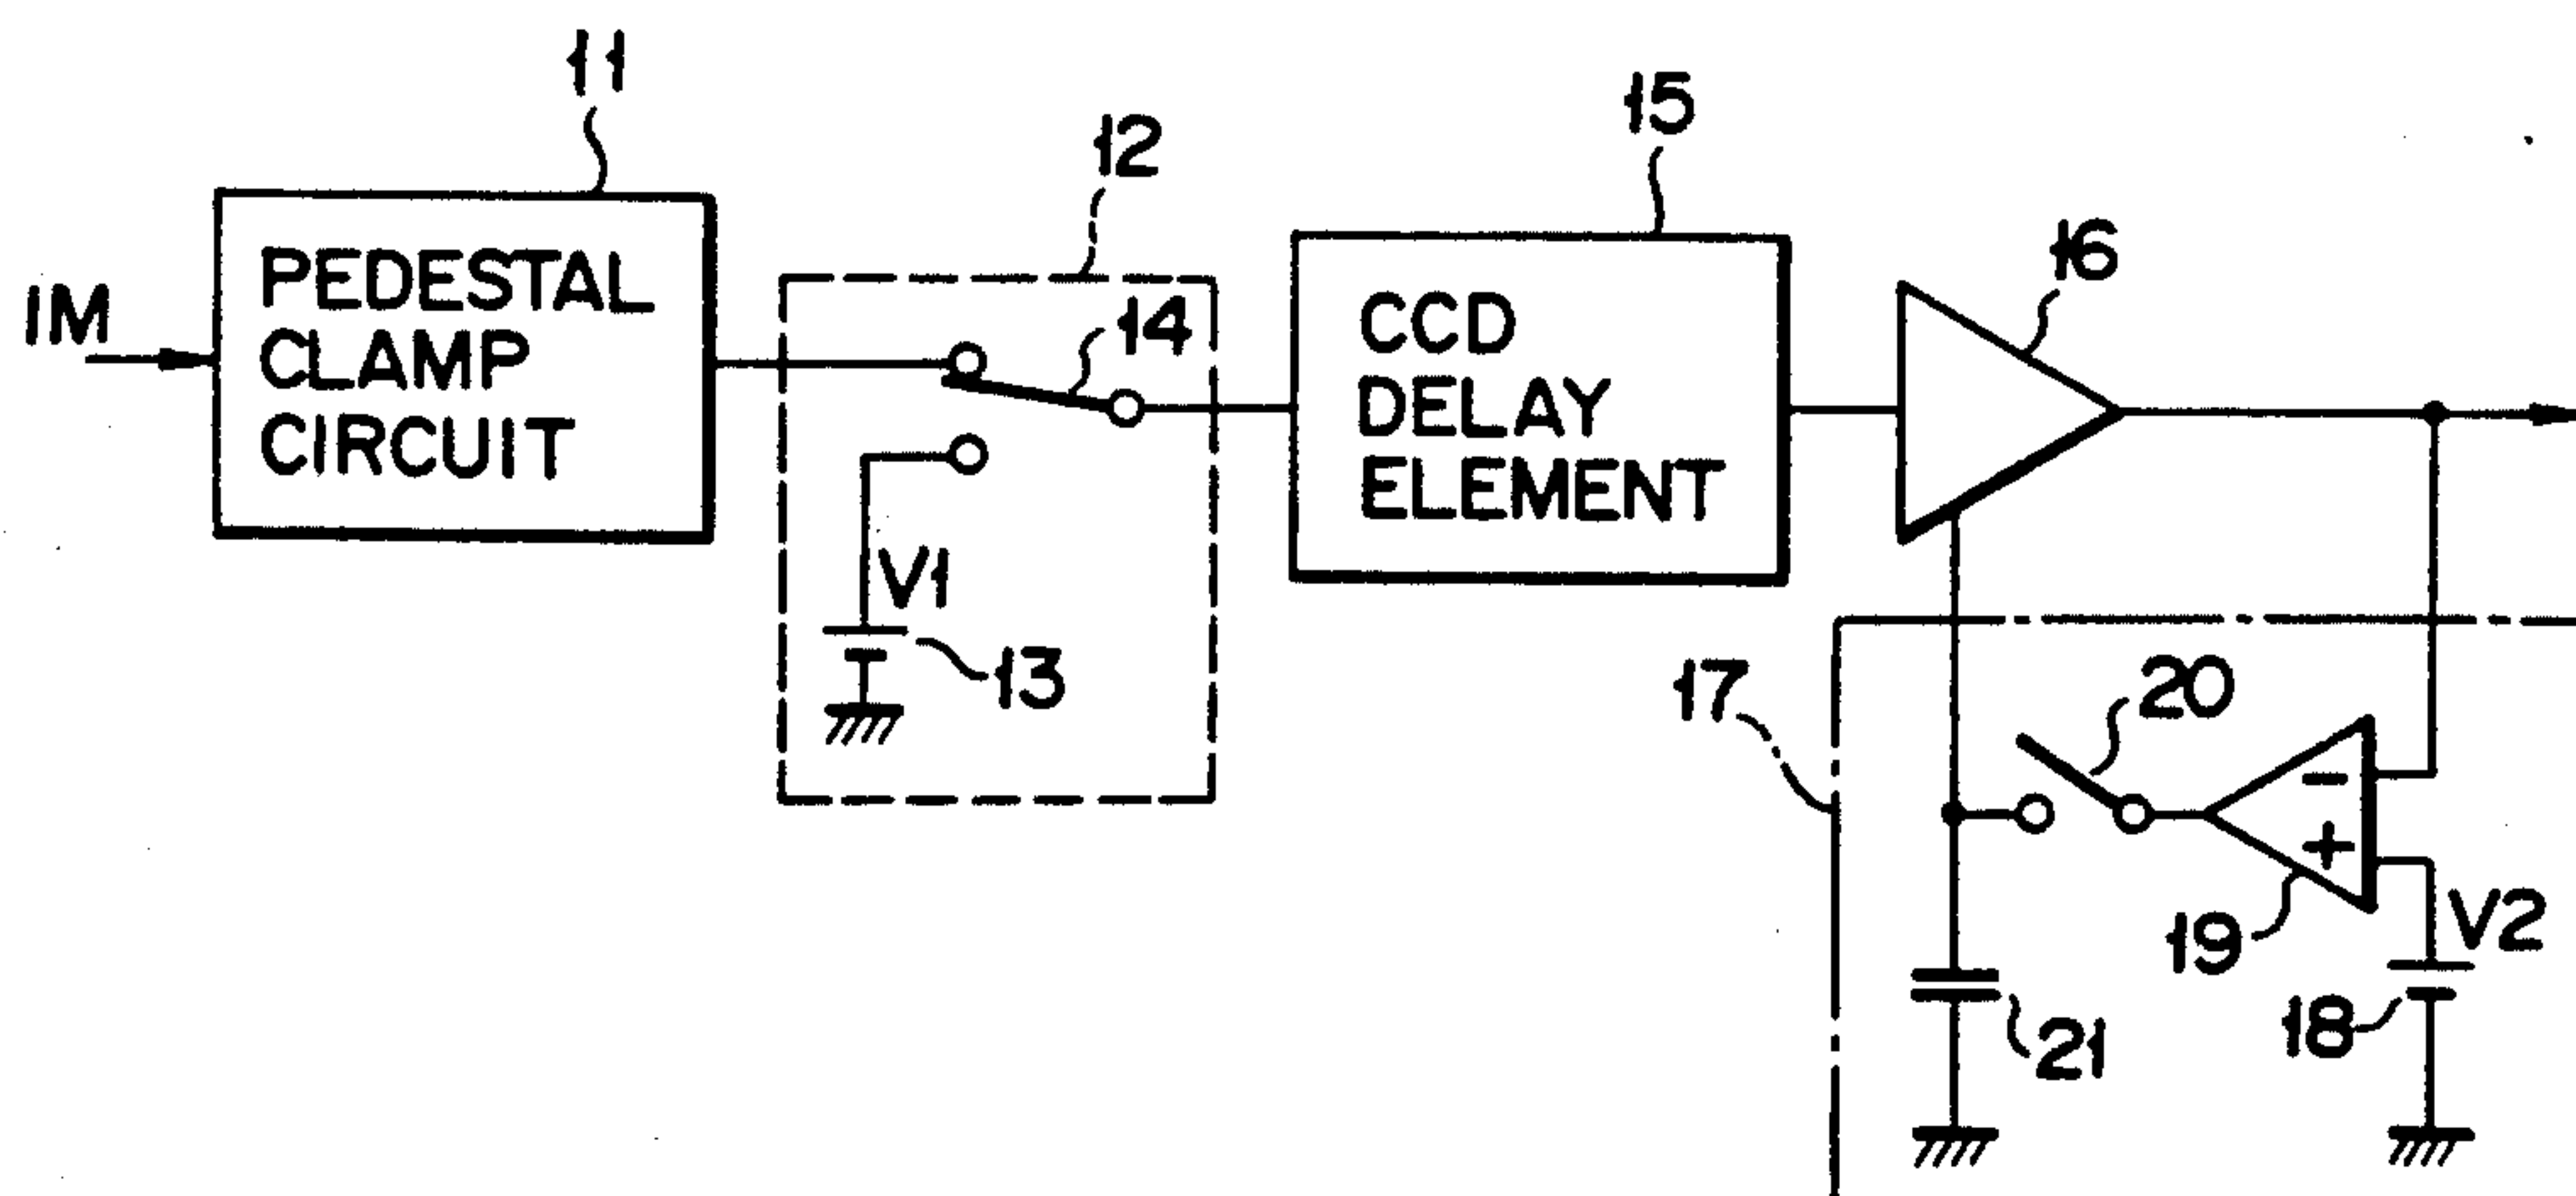 11
12
15
16
1M
PEDESTAL
CLAMP
CIRCUIT
14
CCD
DELAY
ELEMENT
V1
13
17
20
-
+
19
V2
18
21